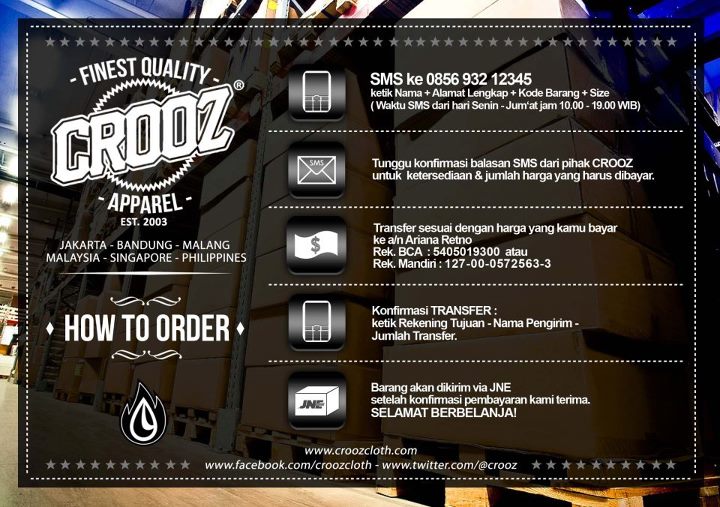 - FINEST QUALITY -
CROOZ®
- APPAREL -
EST. 2003
JAKARTA - BANDUNG - MALANG
MALAYSIA - SINGAPORE - PHILIPPINES
HOW TO ORDER
SMS ke 0856 932 12345
ketik Nama + Alamat Lengkap + Kode Barang + Size
( Waktu SMS dari hari Senin - Jum'at jam 10.00 - 19.00 WIB)
SMS
Tunggu konfirmasi balasan SMS dari pihak CROOZ
untuk ketersediaan & jumlah harga yang harus dibayar.
$
Transfer sesuai dengan harga yang kamu bayar
ke a/n Ariana Retno
Rek. BCA : 5405019300 atau
Rek. Mandiri : 127-00-0572563-3
Konfirmasi TRANSFER :
ketik Rekening Tujuan - Nama Pengirim -
Jumlah Transfer.
JNE
Barang akan dikirim via JNE
setelah konfirmasi pembayaran kami terima.
SELAMAT BERBELANJA!
www.croozcloth.com
www.facebook.com/croozcloth - www.twitter.com/@crooz